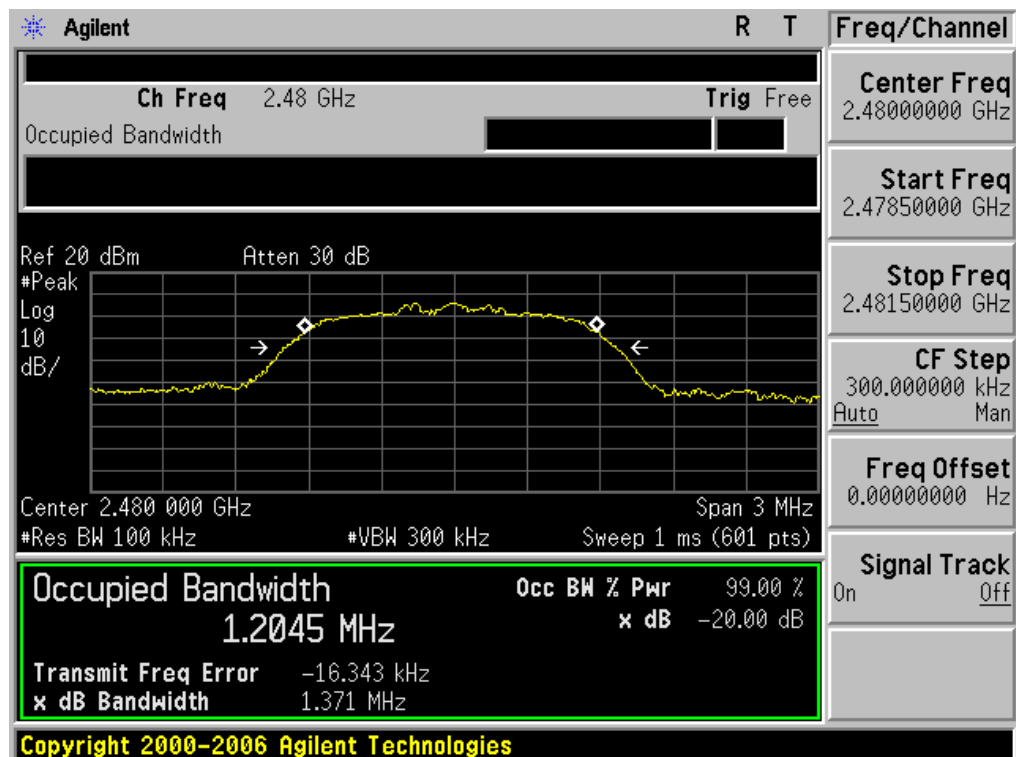 Agilent R T
Freq/Channel
Ch Freq 2.48 GHz Trig Free
Occupied Bandwidth
Center Freq
2.48000000 GHz
Start Freq
2.47850000 GHz
Stop Freq
2.48150000 GHz
CF Step
300.000000 kHz
Auto Man
Freq Offset
0.00000000 Hz
Signal Track
On Off
Ref 20 dBm Atten 30 dB
#Peak
Log
10
dB/
Center 2.480 000 GHz Span 3 MHz
#Res BW 100 kHz #VBW 300 kHz Sweep 1 ms (601 pts)
Occupied Bandwidth Occ BW % Pwr 99.00 %
1.2045 MHz x dB -20.00 dB
Transmit Freq Error -16.343 kHz
x dB Bandwidth 1.371 MHz
Copyright 2000-2006 Agilent Technologies